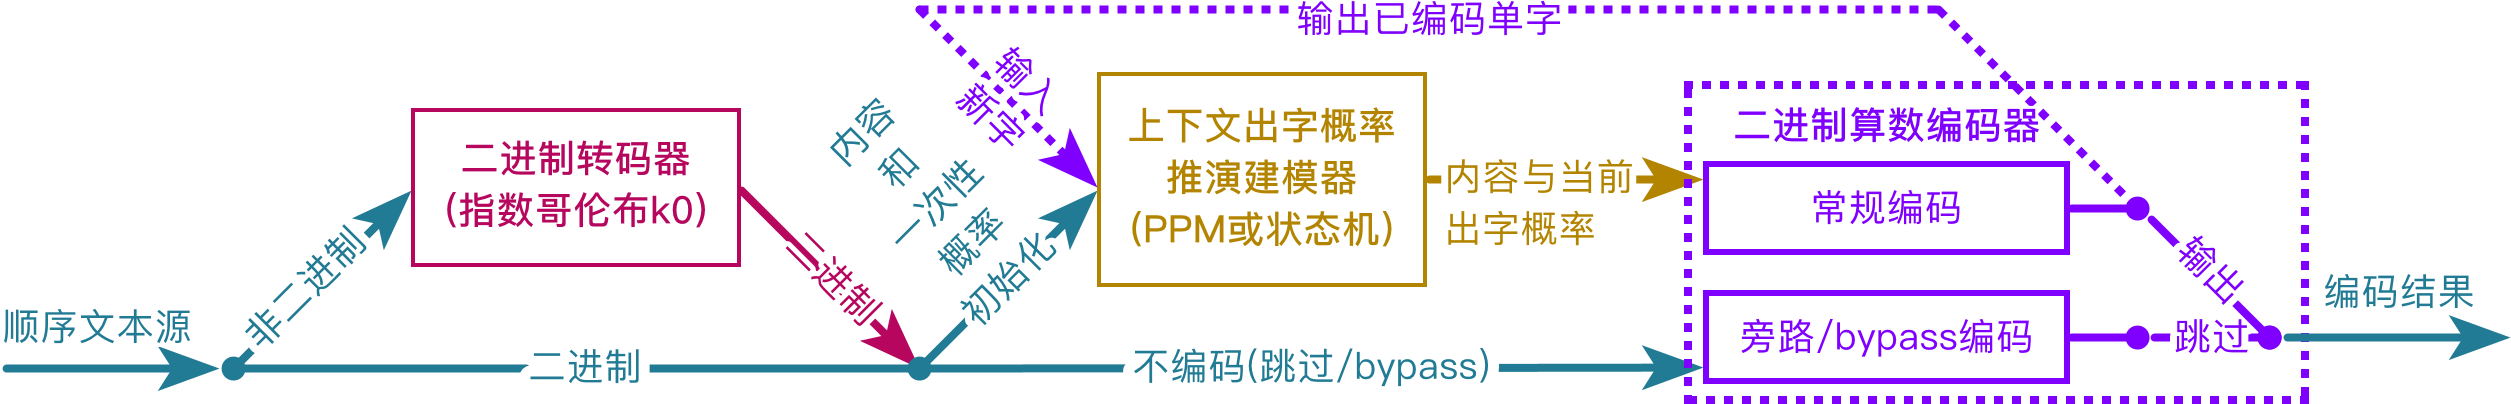 输出已编码单字
输入
推后
内容
和
一次性
概率
初始化
上下文出字概率
推演建模器
(PPM或状态机)
二进制转码器
(指数哥伦布k0)
二进制
非二进制
顺序文本源
二进制
不编码(跳过/bypass)
内容与当前
出字概率
二进制算数编码器
常规编码
旁路/bypass编码
输出
跳过
编码结果